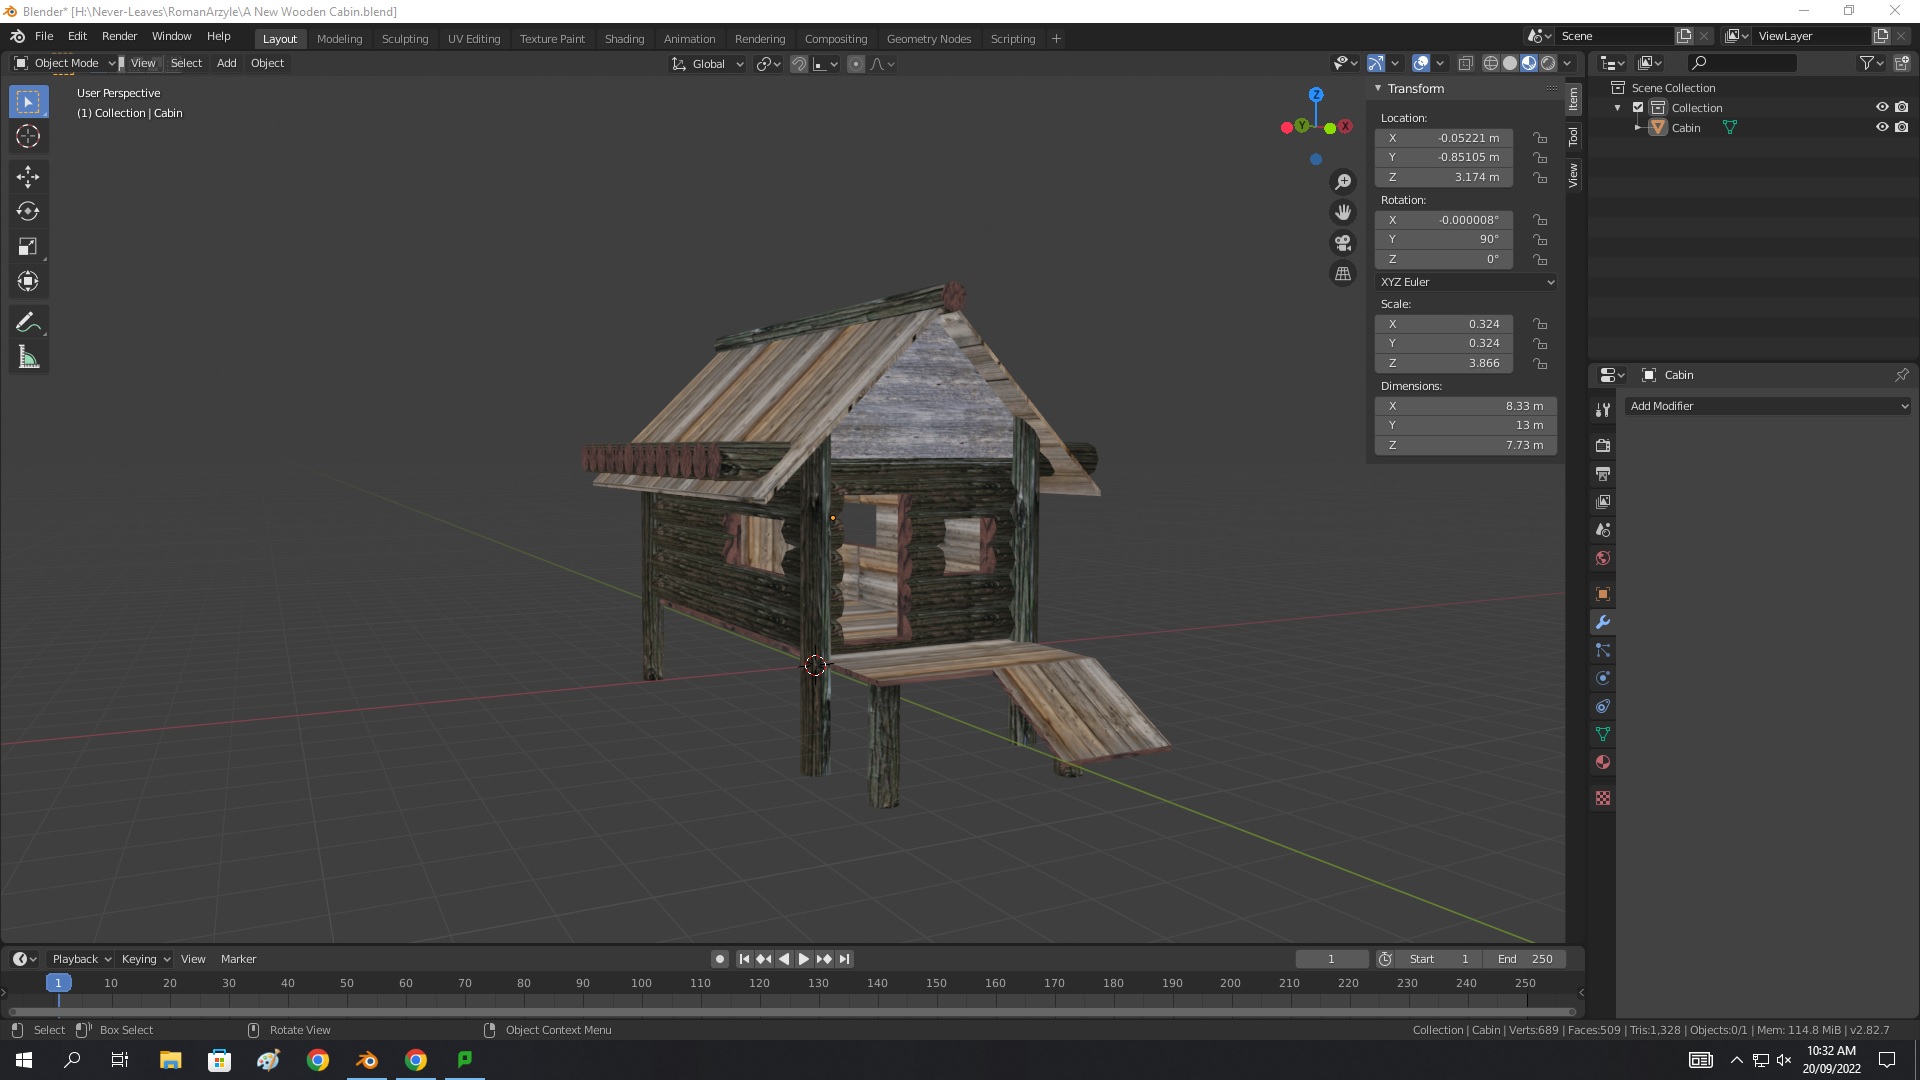 Blender* [H:\Never-Leaves\RomanArzyle\A New Wooden Cabin.blend]
File Edit Render Window Help Layout Modeling Sculpting UV Editing Texture Paint Shading Animation Rendering Compositing Geometry Nodes Scripting + Scene ViewLayer
Object Mode View Select Add Object Global
User Perspective
(1) Collection | Cabin
Z
Y
X
Transform
Location:
X -0.05221 m
Y -0.85105 m
Z 3.174 m
Rotation:
X -0.000008°
Y 90°
Z 0°
XYZ Euler
Scale:
X 0.324
Y 0.324
Z 3.866
Dimensions:
X 8.33 m
Y 13 m
Z 7.73 m
Item
Tool
View
Scene Collection
Collection
Cabin
Cabin
Add Modifier
Playback Keying View Marker 1 Start 1 End 250
1 10 20 30 40 50 60 70 80 90 100 110 120 130 140 150 160 170 180 190 200 210 220 230 240 250
Select Box Select Rotate View Object Context Menu Collection | Cabin | Verts:689 | Faces:509 | Tris:1,328 | Objects:0/1 | Mem: 114.8 MiB | v2.82.7
10:32 AM
20/09/2022